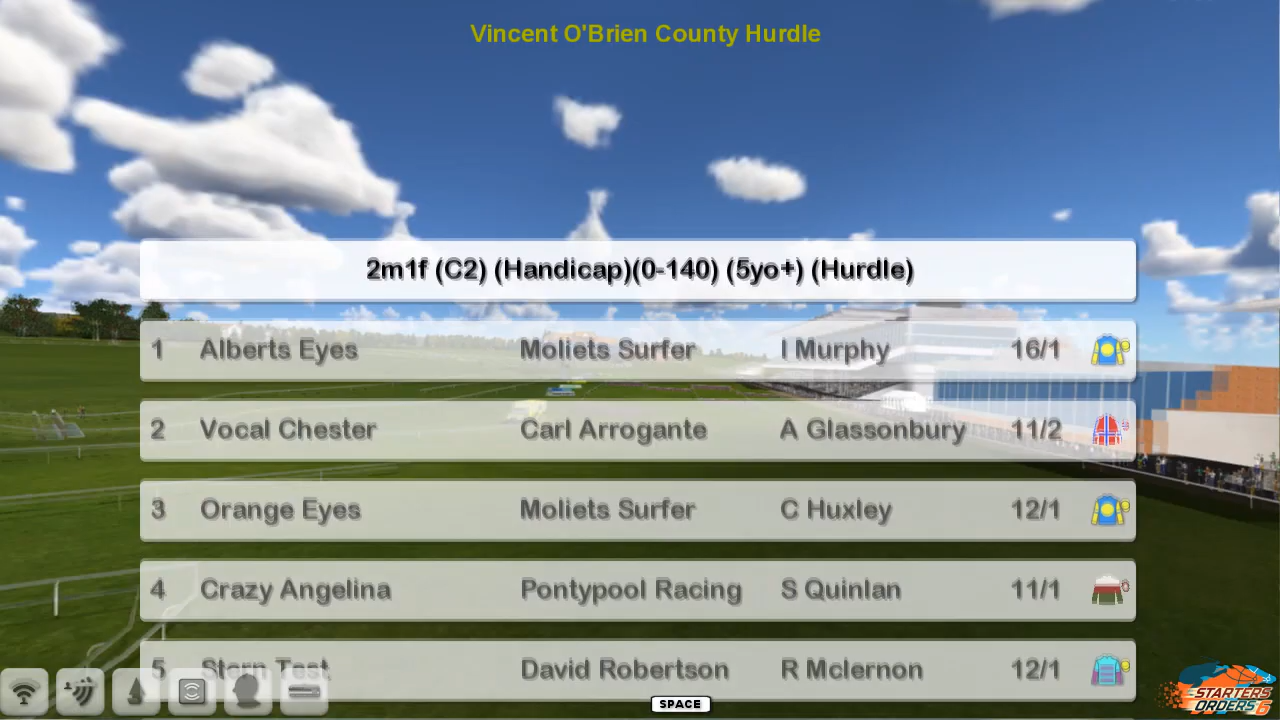 Vincent O'Brien County Hurdle
2m1f (C2) (Handicap)(0-140) (5yo+) (Hurdle)
1 Alberts Eyes Moliets Surfer I Murphy 16/1
2 Vocal Chester Carl Arrogante A Glassonbury 11/2
3 Orange Eyes Moliets Surfer C Huxley 12/1
4 Crazy Angelina Pontypool Racing S Quinlan 11/1
5 Stern Test David Robertson R Mclernon 12/1
SPACE
STARTERS
ORDERS 6